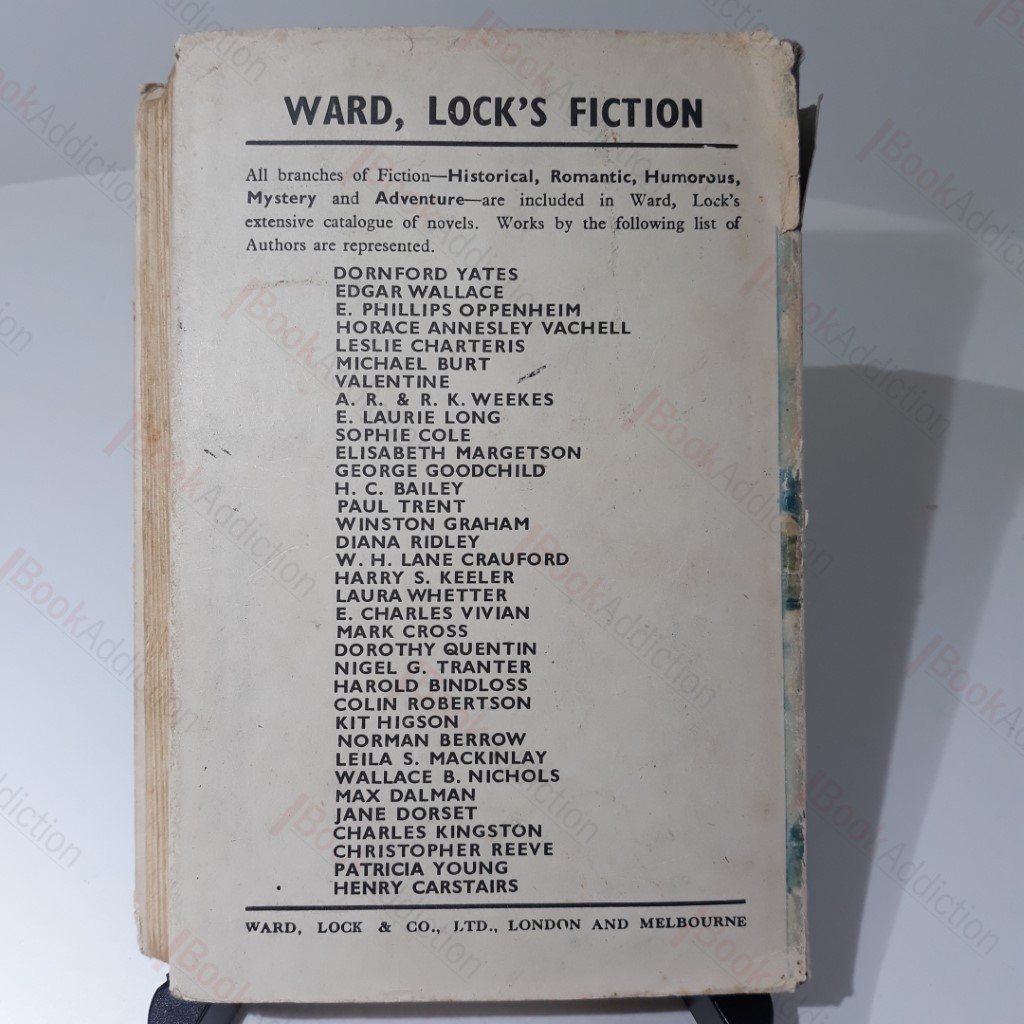 WARD, LOCK'S FICTION
All branches of Fiction—Historical, Romantic, Humorous,
Mystery and Adventure—are included in Ward, Lock's
extensive catalogue of novels. Works by the following list of
Authors are represented.
DORNFORD YATES
EDGAR WALLACE
E. PHILLIPS OPPENHEIM
HORACE ANNESLEY VACHELL
LESLIE CHARTERIS
MICHAEL BURT
VALENTINE
A. R. & R. K. WEEKES
E. LAURIE LONG
SOPHIE COLE
ELISABETH MARGETSON
GEORGE GOODCHILD
H. C. BAILEY
PAUL TRENT
WINSTON GRAHAM
DIANA RIDLEY
W. H. LANE CRAUFORD
HARRY S. KEELER
LAURA WHETTER
E. CHARLES VIVIAN
MARK CROSS
DOROTHY QUENTIN
NIGEL G. TRANTER
HAROLD BINDLOSS
COLIN ROBERTSON
KIT HIGSON
NORMAN BERROW
LEILA S. MACKINLAY
WALLACE B. NICHOLS
MAX DALMAN
JANE DORSET
CHARLES KINGSTON
CHRISTOPHER REEVE
PATRICIA YOUNG
HENRY CARSTAIRS
WARD, LOCK & CO., LTD., LONDON AND MELBOURNE
BookAddiction